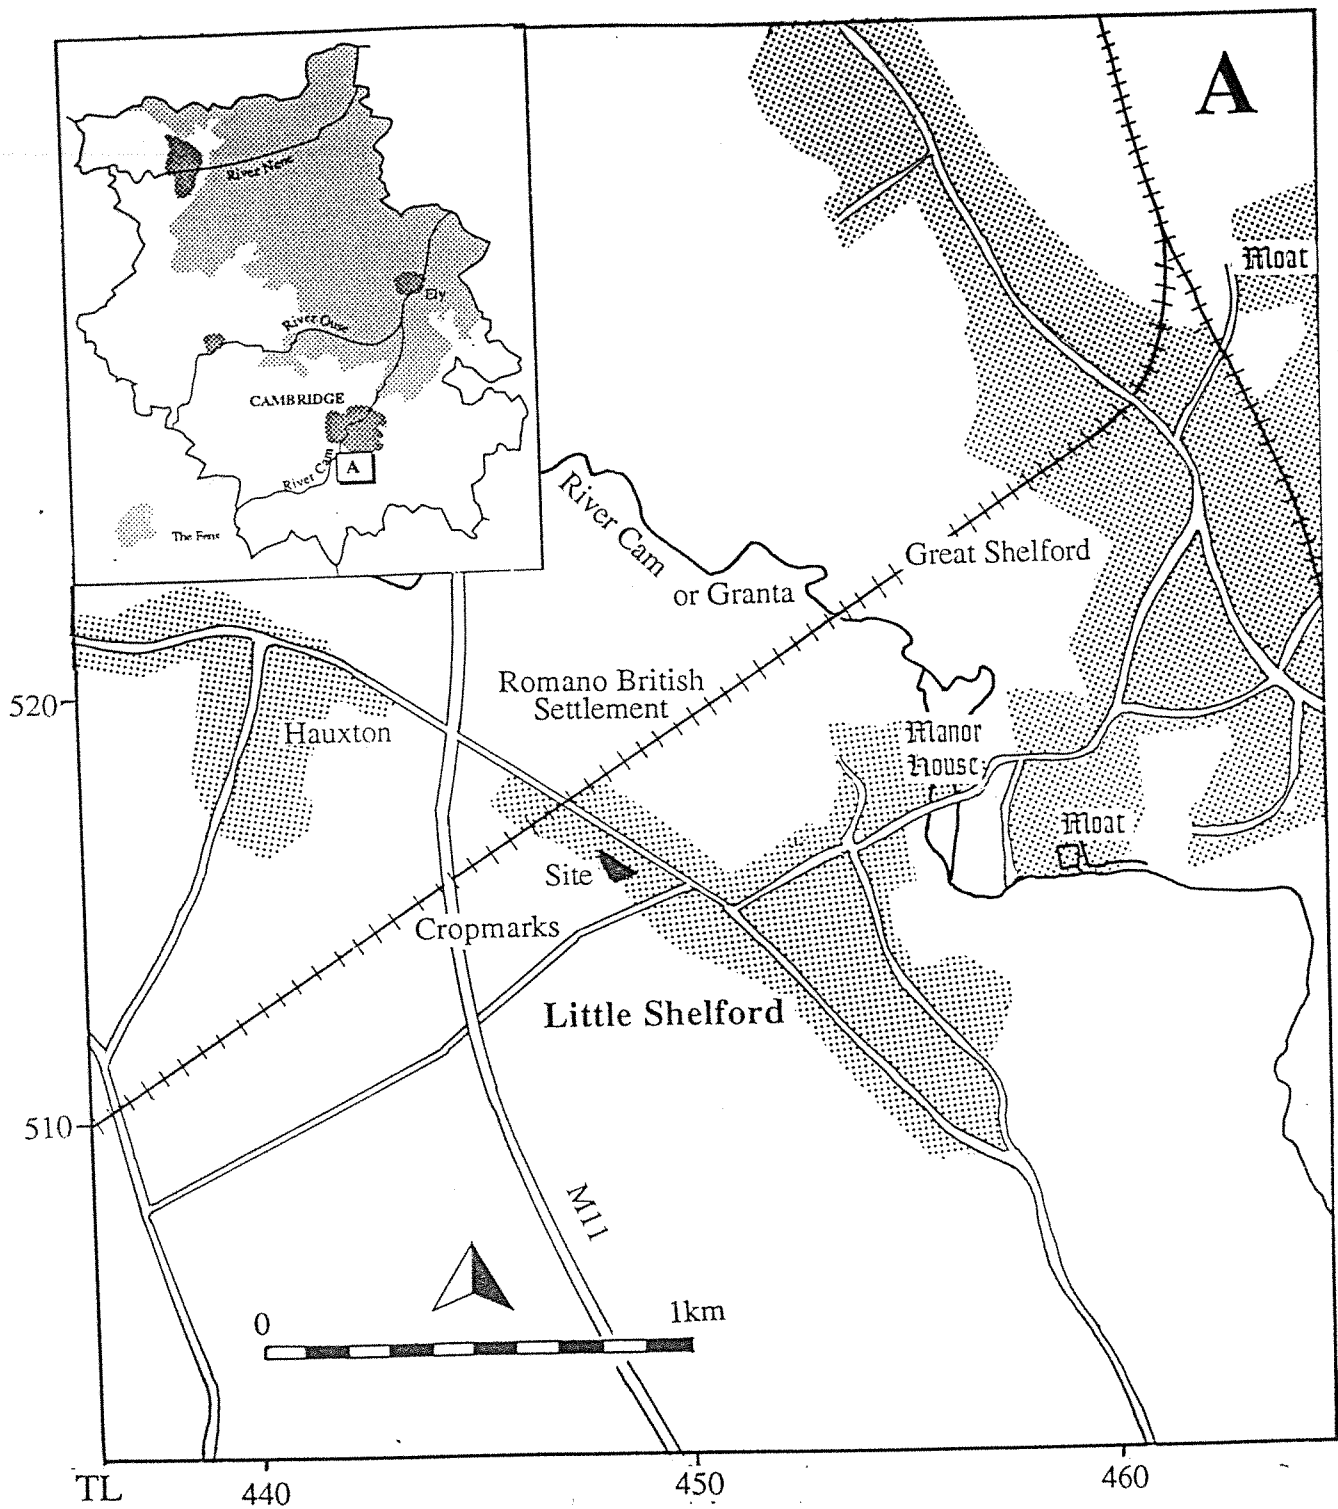 A
River Nene
Ely
River Ouse
CAMBRIDGE
River Cam
A
The Fens
Moat
River Cam
or Granta
Great Shelford
Romano British
Settlement
520
Hauxton
Manor
House
Moat
Site
Cropmarks
Little Shelford
510
M11
0
1km
TL
440
450
460